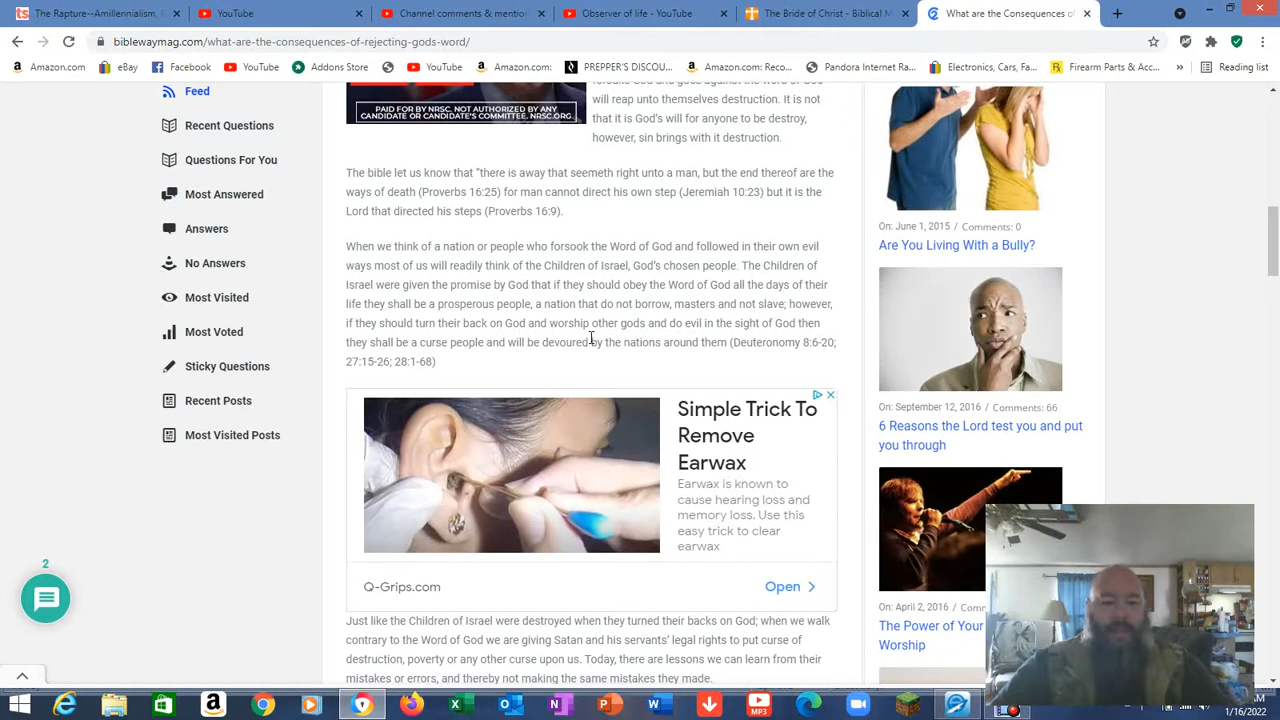 The Rapture--Amillennialism, R
YouTube
Channel comments & mention
Observer of life - YouTube
The Bride of Christ - Biblical M
What are the Consequences of
biblewaymag.com/what-are-the-consequences-of-rejecting-gods-word/
Amazon.com
eBay
Facebook
YouTube
Addons Store
YouTube
Amazon.com:
PREPPER'S DISCOU...
Amazon.com: Reco...
Pandora Internet Ra...
Electronics, Cars, Fa...
Firearm Parts & Acc...
»
Reading list
Feed
Recent Questions
Questions For You
Most Answered
Answers
No Answers
Most Visited
Most Voted
Sticky Questions
Recent Posts
Most Visited Posts
2
PAID FOR BY NRSC. NOT AUTHORIZED BY ANY
CANDIDATE OR CANDIDATE'S COMMITTEE. NRSC.ORG
will reap unto themselves destruction. It is not
that it is God's will for anyone to be destroy,
however, sin brings with it destruction.
The bible let us know that “there is away that seemeth right unto a man, but the end thereof are the
ways of death (Proverbs 16:25) for man cannot direct his own step (Jeremiah 10:23) but it is the
Lord that directed his steps (Proverbs 16:9).
When we think of a nation or people who forsook the Word of God and followed in their own evil
ways most of us will readily think of the Children of Israel, God's chosen people. The Children of
Israel were given the promise by God that if they should obey the Word of God all the days of their
life they shall be a prosperous people, a nation that do not borrow, masters and not slave; however,
if they should turn their back on God and worship other gods and do evil in the sight of God then
they shall be a curse people and will be devoured by the nations around them (Deuteronomy 8:6-20;
27:15-26; 28:1-68)
Simple Trick To
Remove
Earwax
Earwax is known to
cause hearing loss and
memory loss. Use this
easy trick to clear
earwax
Q-Grips.com
Open
Just like the Children of Israel were destroyed when they turned their backs on God; when we walk
contrary to the Word of God we are giving Satan and his servants' legal rights to put curse of
destruction, poverty or any other curse upon us. Today, there are lessons we can learn from their
mistakes or errors, and thereby not making the same mistakes they made.
On: June 1, 2015 / Comments: 0
Are You Living With a Bully?
On: September 12, 2016 / Comments: 66
6 Reasons the Lord test you and put
you through
On: April 2, 2016 / Comm
The Power of Your
Worship
MP3
1/16/2022